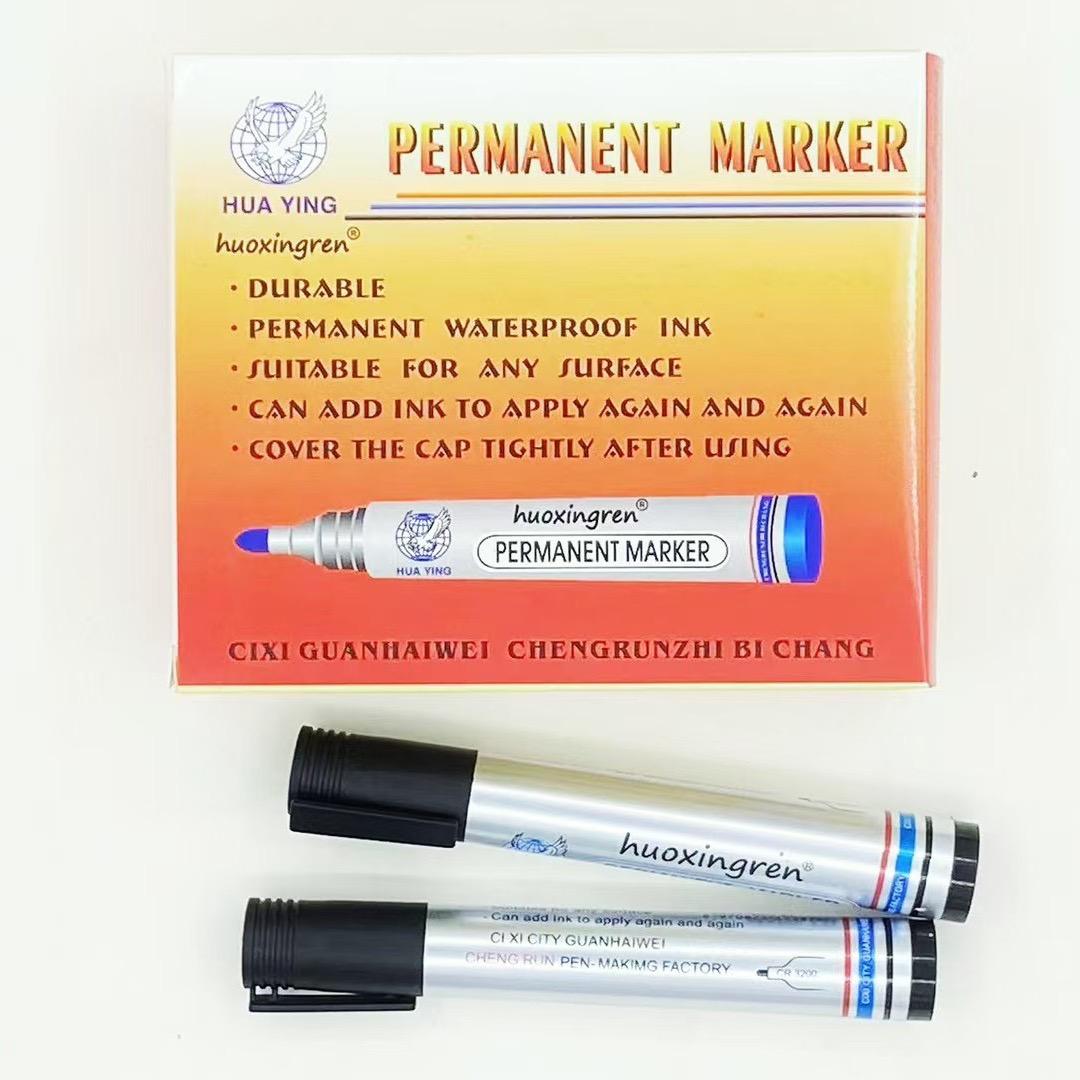 PERMANENT MARKER
HUA YING
huoxingren®
· DURABLE
· PERMANENT WATERPROOF INK
· SUITABLE FOR ANY SURFACE
· CAN ADD INK TO APPLY AGAIN AND AGAIN
· COVER THE CAP TIGHTLY AFTER USING
huoxingren®
PERMANENT MARKER
HUA YING
CIXI GUANHAIWEI CHENGRUNZHI BI CHANG
huoxingren®
FACTORY
· Can add ink to apply again and again
CI XI CITY GUANHAIWEI
CHENG RUN PEN-MAKIMG FACTORY
CR 3200
CITY GUANHAIWEI